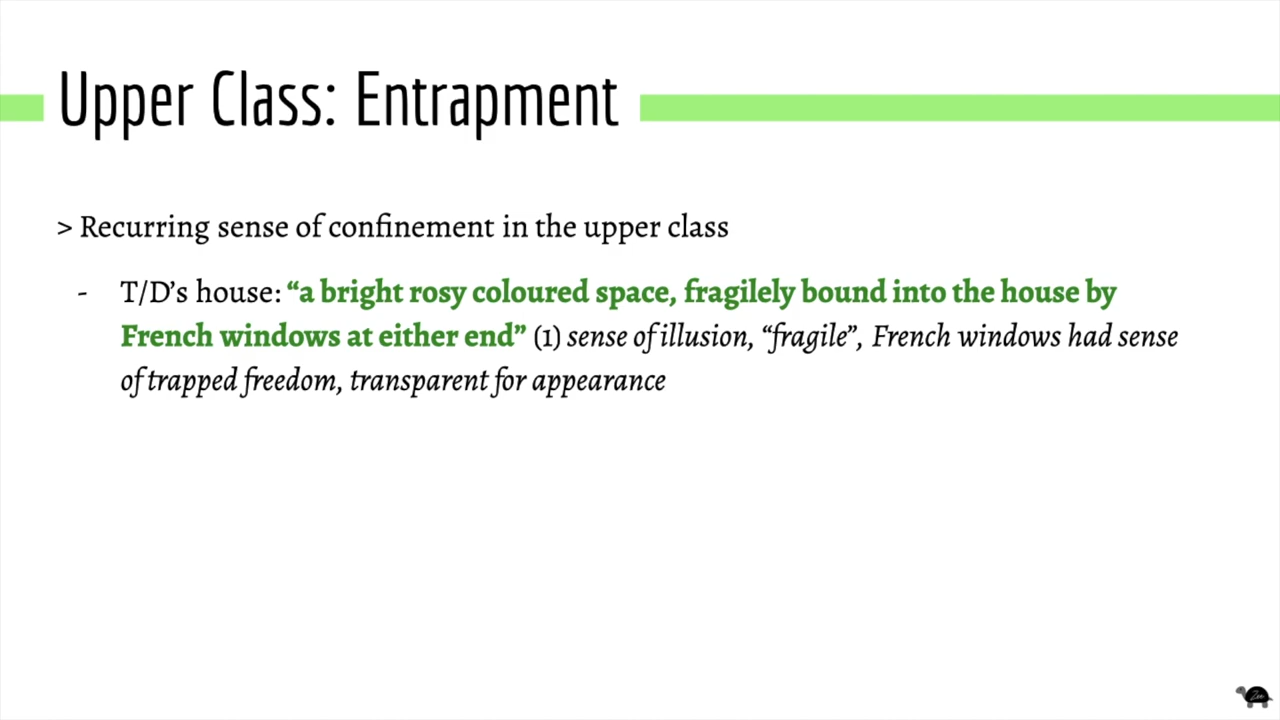 Upper Class: Entrapment
> Recurring sense of confinement in the upper class
- T/D's house: “a bright rosy coloured space, fragilely bound into the house by
French windows at either end” (1) sense of illusion, “fragile”, French windows had sense
of trapped freedom, transparent for appearance